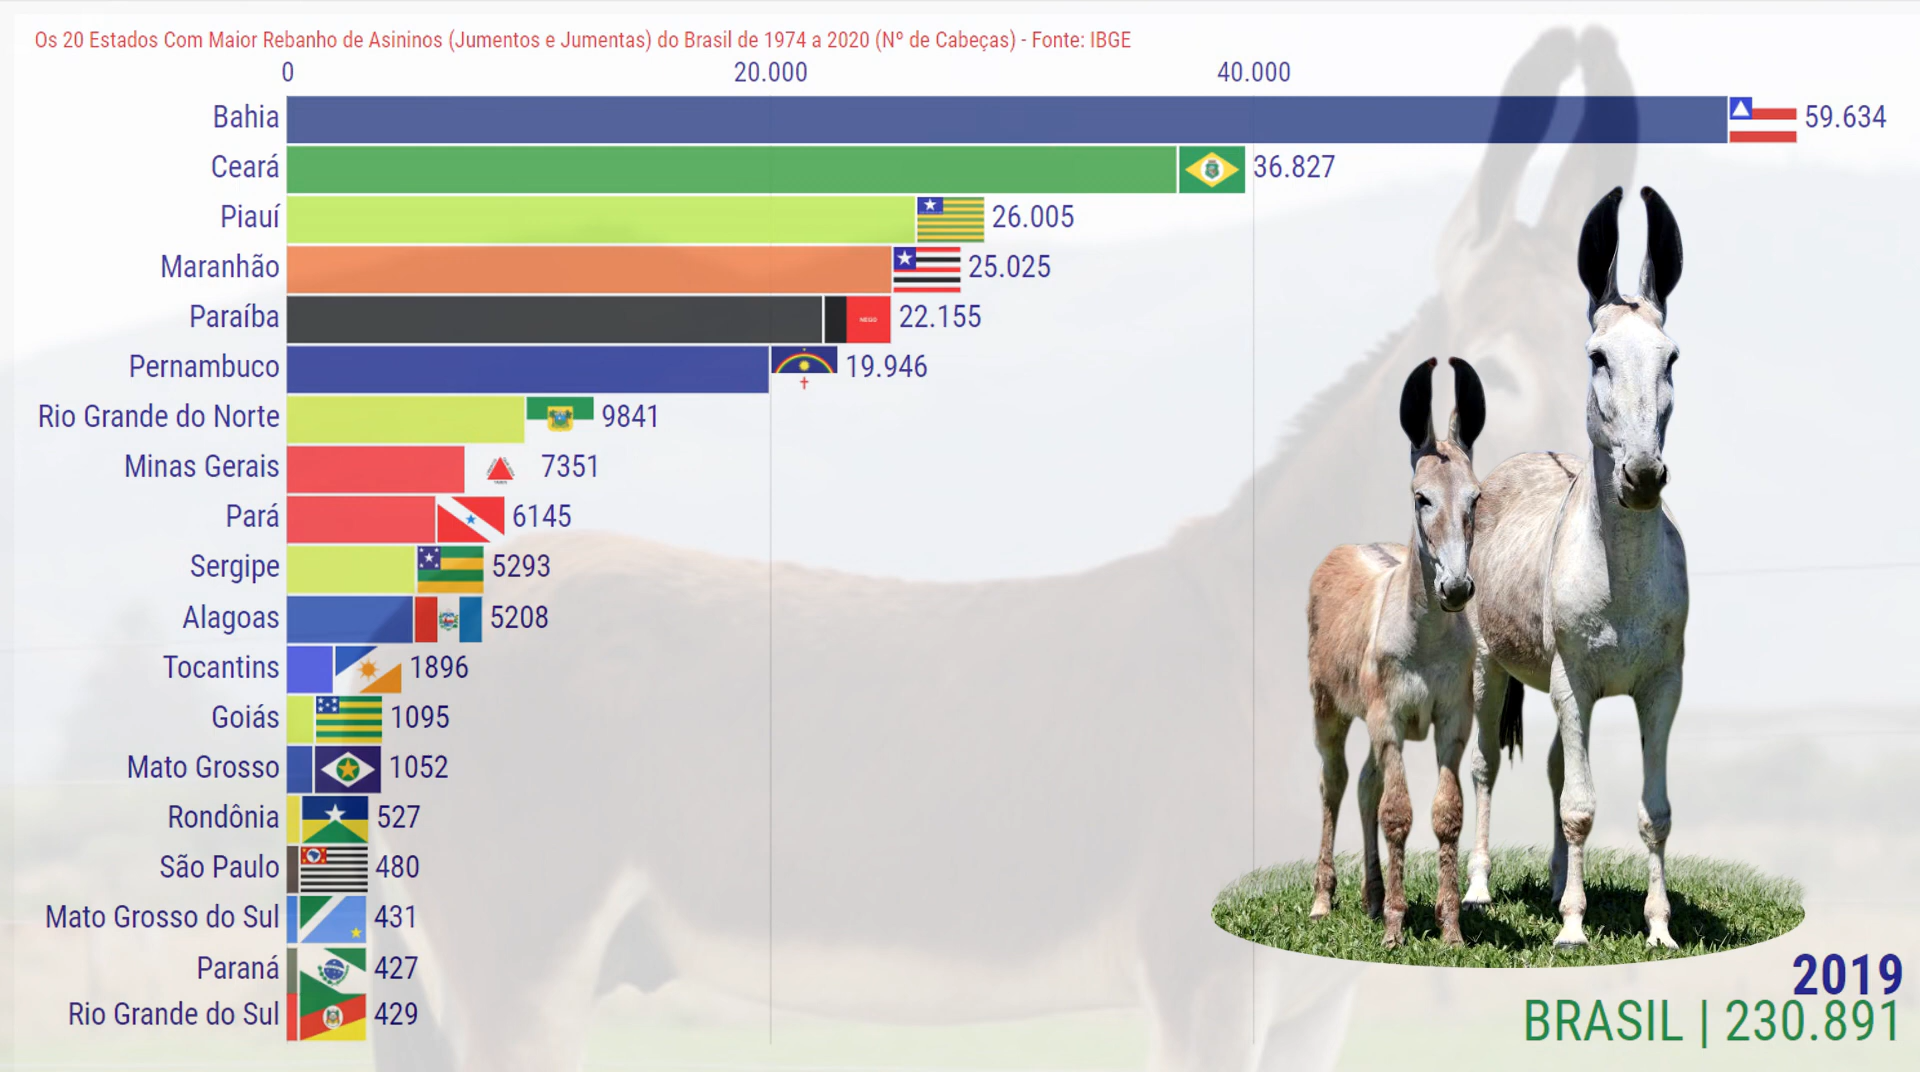 Os 20 Estados Com Maior Rebanho de Asininos (Jumentos e Jumentas) do Brasil de 1974 a 2020 (Nº de Cabeças) - Fonte: IBGE
0 20.000 40.000
Bahia 59.634
Ceará 36.827
Piauí 26.005
Maranhão 25.025
Paraíba NEGO 22.155
Pernambuco 19.946
Rio Grande do Norte 9841
Minas Gerais 7351
Pará 6145
Sergipe 5293
Alagoas 5208
Tocantins 1896
Goiás 1095
Mato Grosso 1052
Rondônia 527
São Paulo 480
Mato Grosso do Sul 431
Paraná 427
Rio Grande do Sul 429
2019
BRASIL | 230.891